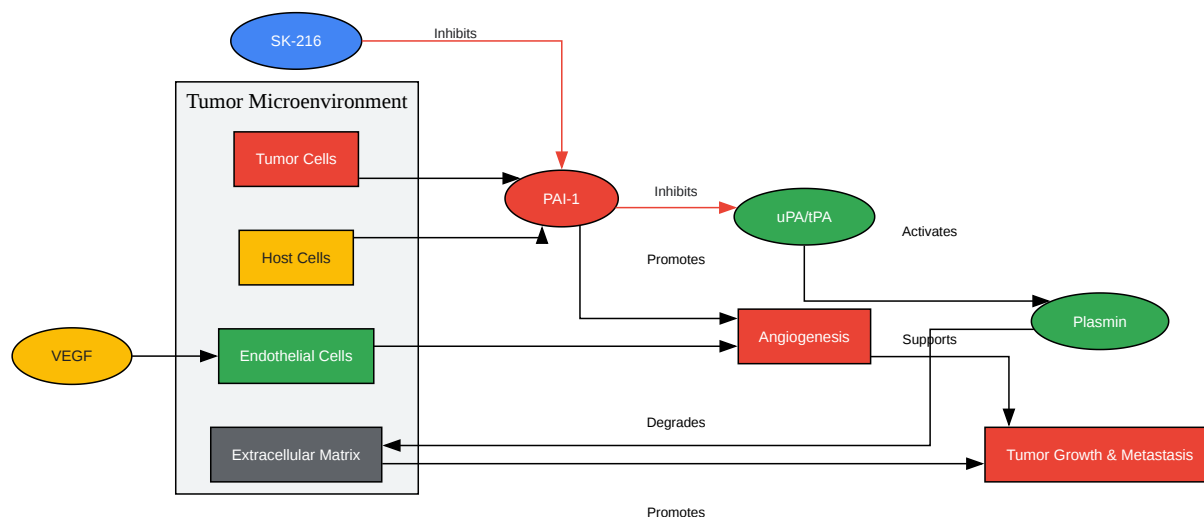 SK-216
Inhibits
Tumor Microenvironment
Tumor Cells
PAI-1
Inhibits
uPA/tPA
Activates
Host Cells
Promotes
Plasmin
VEGF
Endothelial Cells
Angiogenesis
Supports
Degrades
Extracellular Matrix
Tumor Growth & Metastasis
Promotes